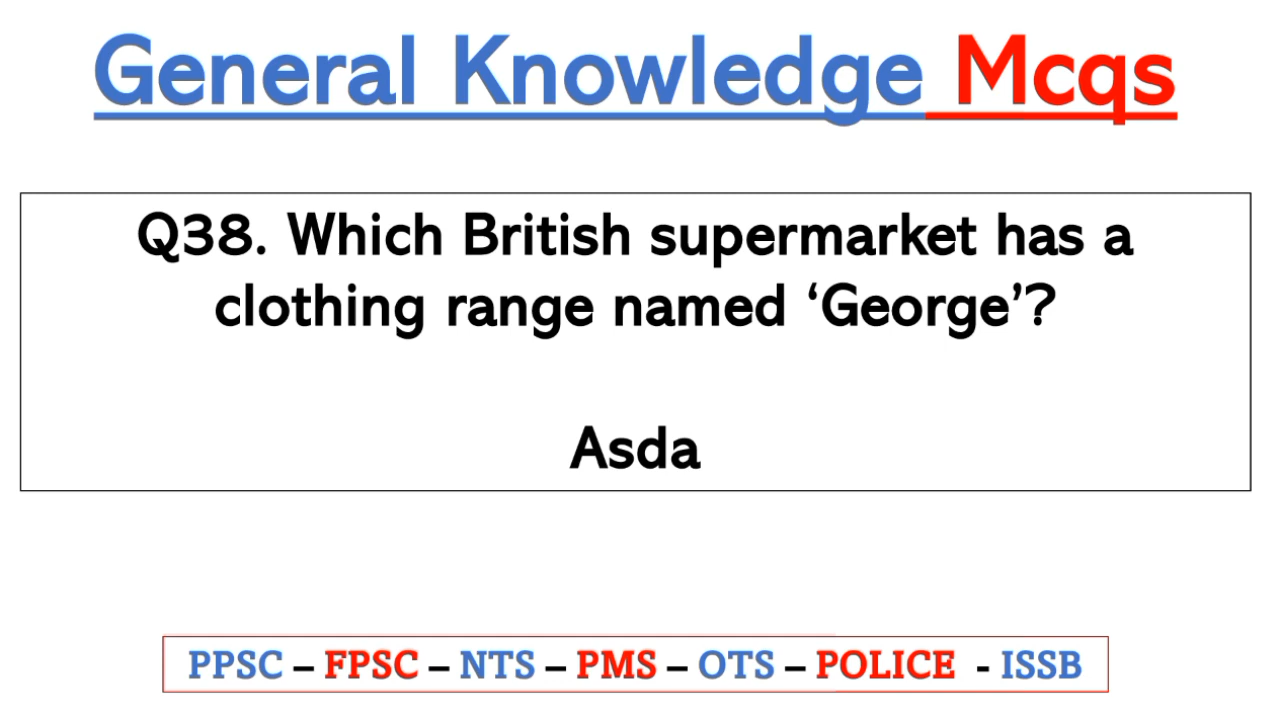 General Knowledge Mcqs
Q38. Which British supermarket has a
clothing range named ‘George’?
Asda
PPSC – FPSC – NTS – PMS – OTS – POLICE - ISSB